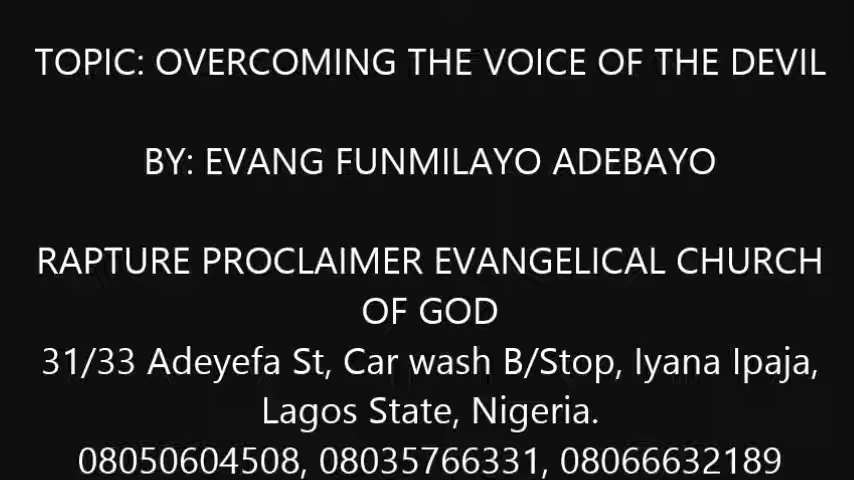 TOPIC: OVERCOMING THE VOICE OF THE DEVIL
BY: EVANG FUNMILAYO ADEBAYO
RAPTURE PROCLAIMER EVANGELICAL CHURCH
OF GOD
31/33 Adeyefa St, Car wash B/Stop, Iyana Ipaja,
Lagos State, Nigeria.
08050604508, 08035766331, 08066632189